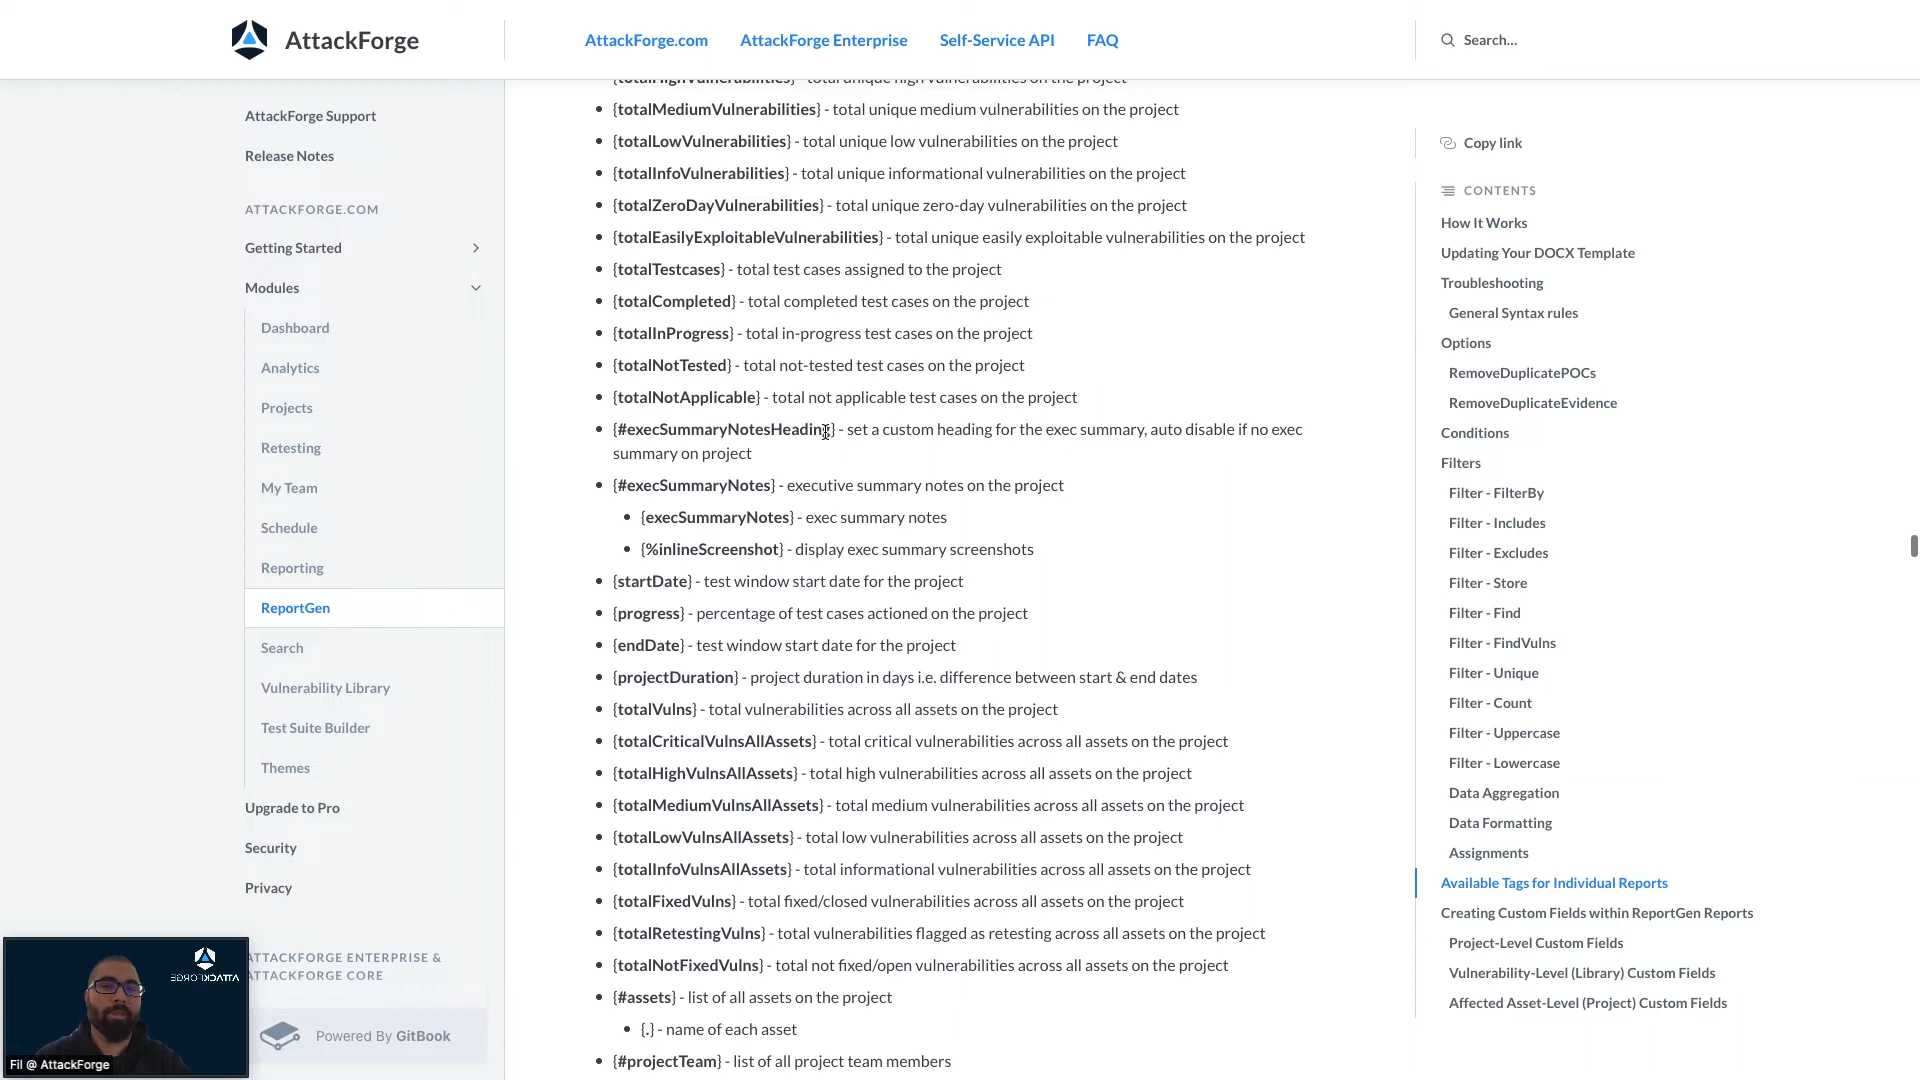 AttackForge
AttackForge.com
AttackForge Enterprise
Self-Service API
FAQ
Search...
AttackForge Support
Release Notes
ATTACKFORGE.COM
Getting Started
Modules
Dashboard
Analytics
Projects
Retesting
My Team
Schedule
Reporting
ReportGen
Search
Vulnerability Library
Test Suite Builder
Themes
Upgrade to Pro
Security
Privacy
ATTACKFORGE ENTERPRISE &
ATTACKFORGE CORE
Powered By GitBook
ATTACKFORGE
Fil @ AttackForge
{totalHighVulnerabilities} - total unique high vulnerabilities on the project
{totalMediumVulnerabilities} - total unique medium vulnerabilities on the project
{totalLowVulnerabilities} - total unique low vulnerabilities on the project
{totalInfoVulnerabilities} - total unique informational vulnerabilities on the project
{totalZeroDayVulnerabilities} - total unique zero-day vulnerabilities on the project
{totalEasilyExploitableVulnerabilities} - total unique easily exploitable vulnerabilities on the project
{totalTestcases} - total test cases assigned to the project
{totalCompleted} - total completed test cases on the project
{totalInProgress} - total in-progress test cases on the project
{totalNotTested} - total not-tested test cases on the project
{totalNotApplicable} - total not applicable test cases on the project
{#execSummaryNotesHeading} - set a custom heading for the exec summary, auto disable if no exec
summary on project
{#execSummaryNotes} - executive summary notes on the project
{execSummaryNotes} - exec summary notes
{%inlineScreenshot} - display exec summary screenshots
{startDate} - test window start date for the project
{progress} - percentage of test cases actioned on the project
{endDate} - test window start date for the project
{projectDuration} - project duration in days i.e. difference between start & end dates
{totalVulns} - total vulnerabilities across all assets on the project
{totalCriticalVulnsAllAssets} - total critical vulnerabilities across all assets on the project
{totalHighVulnsAllAssets} - total high vulnerabilities across all assets on the project
{totalMediumVulnsAllAssets} - total medium vulnerabilities across all assets on the project
{totalLowVulnsAllAssets} - total low vulnerabilities across all assets on the project
{totalInfoVulnsAllAssets} - total informational vulnerabilities across all assets on the project
{totalFixedVulns} - total fixed/closed vulnerabilities across all assets on the project
{totalRetestingVulns} - total vulnerabilities flagged as retesting across all assets on the project
{totalNotFixedVulns} - total not fixed/open vulnerabilities across all assets on the project
{#assets} - list of all assets on the project
{.} - name of each asset
{#projectTeam} - list of all project team members
Copy link
CONTENTS
How It Works
Updating Your DOCX Template
Troubleshooting
General Syntax rules
Options
RemoveDuplicatePOCs
RemoveDuplicateEvidence
Conditions
Filters
Filter - FilterBy
Filter - Includes
Filter - Excludes
Filter - Store
Filter - Find
Filter - FindVulns
Filter - Unique
Filter - Count
Filter - Uppercase
Filter - Lowercase
Data Aggregation
Data Formatting
Assignments
Available Tags for Individual Reports
Creating Custom Fields within ReportGen Reports
Project-Level Custom Fields
Vulnerability-Level (Library) Custom Fields
Affected Asset-Level (Project) Custom Fields